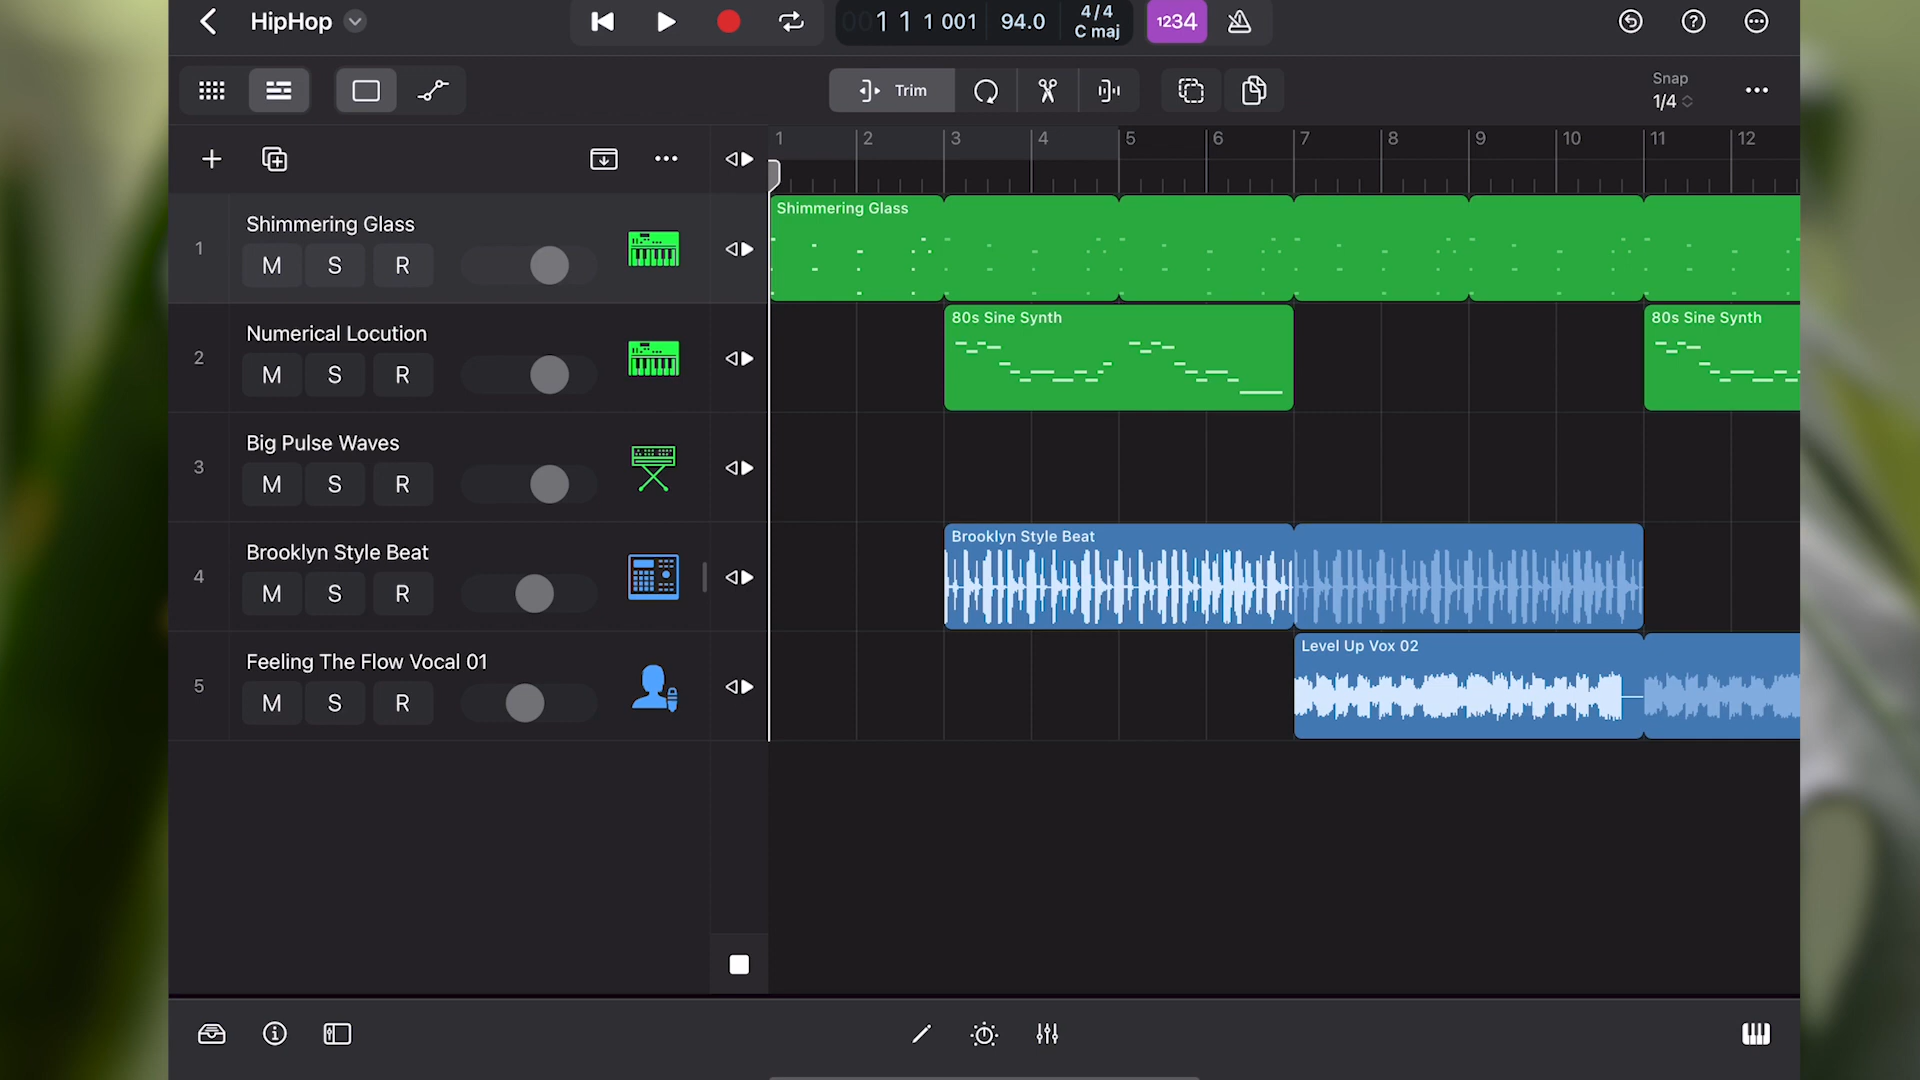 HipHop
001 1 1 001
94.0
4/4
C maj
1234
Trim
Snap
1/4
1 2 3 4 5 6 7 8 9 10 11 12
1
Shimmering Glass
M S R
Shimmering Glass
2
Numerical Locution
M S R
80s Sine Synth
80s Sine Synth
3
Big Pulse Waves
M S R
4
Brooklyn Style Beat
M S R
Brooklyn Style Beat
5
Feeling The Flow Vocal 01
M S R
Level Up Vox 02